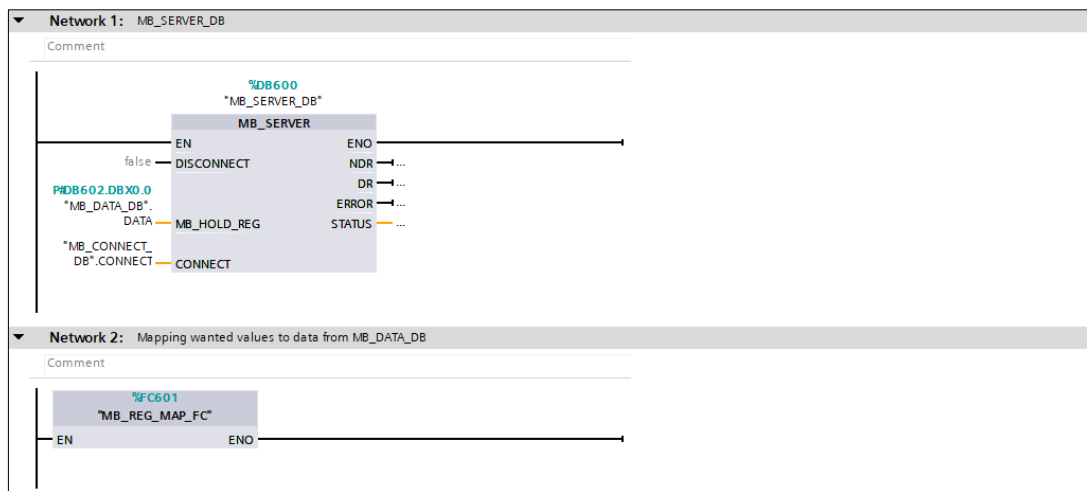 Network 1: MB_SERVER_DB
Comment
%DB600
"MB_SERVER_DB"
MB_SERVER
EN ENO
false DISCONNECT NDR ...
DR ...
P#DB602.DBX0.0
"MB_DATA_DB".
ERROR ...
DATA MB_HOLD_REG STATUS ...
"MB_CONNECT_
DB".CONNECT CONNECT
Network 2: Mapping wanted values to data from MB_DATA_DB
Comment
%FC601
"MB_REG_MAP_FC"
EN ENO